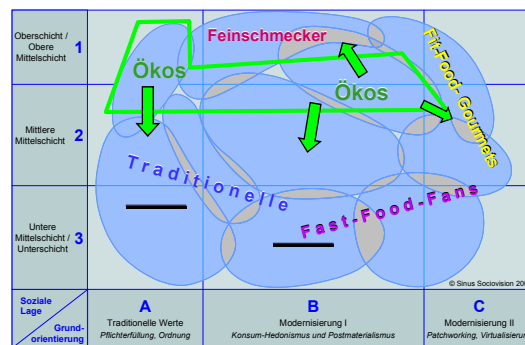 Oberschicht /
Obere
Mittelschicht
1
Feinschmecker
Fit-Food-Gourmets
Ökos
Ökos
Mittlere
Mittelschicht
2
Traditionelle
Fast-Food-Fans
Untere
Mittelschicht /
Unterschicht
3
© Sinus Sociovision 200
Soziale
Lage
Grund-
orientierung
A
Traditionelle Werte
Pflichterfüllung, Ordnung
B
Modernisierung I
Konsum-Hedonismus und Postmaterialismus
C
Modernisierung II
Patchworking, Virtualisierung